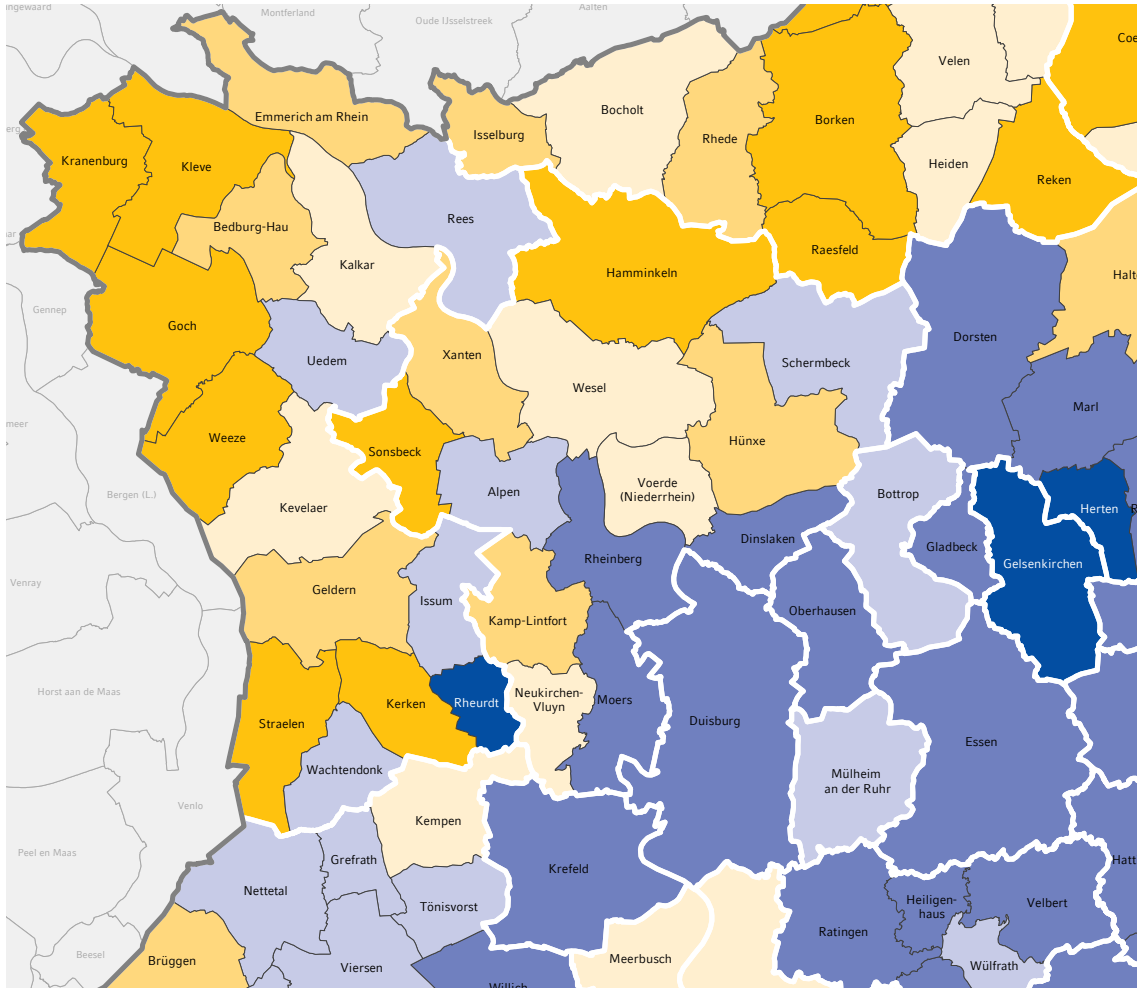 Montferland
Oude IJsselstreek
Aalten
Coe
Velen
Bocholt
Emmerich am Rhein
Isselburg
Rhede
Borken
Kranenburg
Kleve
Heiden
Reken
Rees
Bedburg-Hau
Raesfeld
Kalkar
Hamminkeln
Halte
Gennep
Goch
Dorsten
Uedem
Xanten
Schermbeck
Wesel
Marl
Weeze
Sonsbeck
Hünxe
Bergen (L.)
Kevelaer
Alpen
Voerde
(Niederrhein)
Bottrop
Herten
R
Dinslaken
Gladbeck
Gelsenkirchen
Venray
Rheinberg
Geldern
Issum
Kamp-Lintfort
Oberhausen
Horst aan de Maas
Straelen
Kerken
Rheurdt
Neukirchen-
Vluyn
Moers
Duisburg
Essen
Wachtendonk
Mülheim
an der Ruhr
Venlo
Kempen
Peel en Maas
Grefrath
Krefeld
Hatt
Nettetal
Tönisvorst
Heiligen-
haus
Velbert
Ratingen
Beesel
Brüggen
Viersen
Meerbusch
Wülfrath
Willich